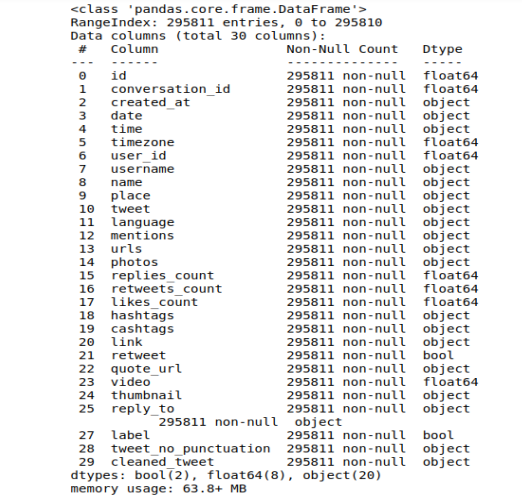 <class 'pandas.core.frame.DataFrame'>
RangeIndex: 295811 entries, 0 to 295810
Data columns (total 30 columns):
 #   Column                Non-Null Count   Dtype
---  ------                --------------   -----
 0   id                    295811 non-null  float64
 1   conversation_id       295811 non-null  float64
 2   created_at            295811 non-null  object
 3   date                  295811 non-null  object
 4   time                  295811 non-null  object
 5   timezone              295811 non-null  float64
 6   user_id               295811 non-null  float64
 7   username              295811 non-null  object
 8   name                  295811 non-null  object
 9   place                 295811 non-null  object
 10  tweet                 295811 non-null  object
 11  language              295811 non-null  object
 12  mentions              295811 non-null  object
 13  urls                  295811 non-null  object
 14  photos                295811 non-null  object
 15  replies_count         295811 non-null  float64
 16  retweets_count        295811 non-null  float64
 17  likes_count           295811 non-null  float64
 18  hashtags              295811 non-null  object
 19  cashtags              295811 non-null  object
 20  link                  295811 non-null  object
 21  retweet               295811 non-null  bool
 22  quote_url             295811 non-null  object
 23  video                 295811 non-null  float64
 24  thumbnail             295811 non-null  object
 25  reply_to              295811 non-null  object
           295811 non-null  object
 27  label                 295811 non-null  bool
 28  tweet_no_punctuation  295811 non-null  object
 29  cleaned_tweet         295811 non-null  object
dtypes: bool(2), float64(8), object(20)
memory usage: 63.8+ MB